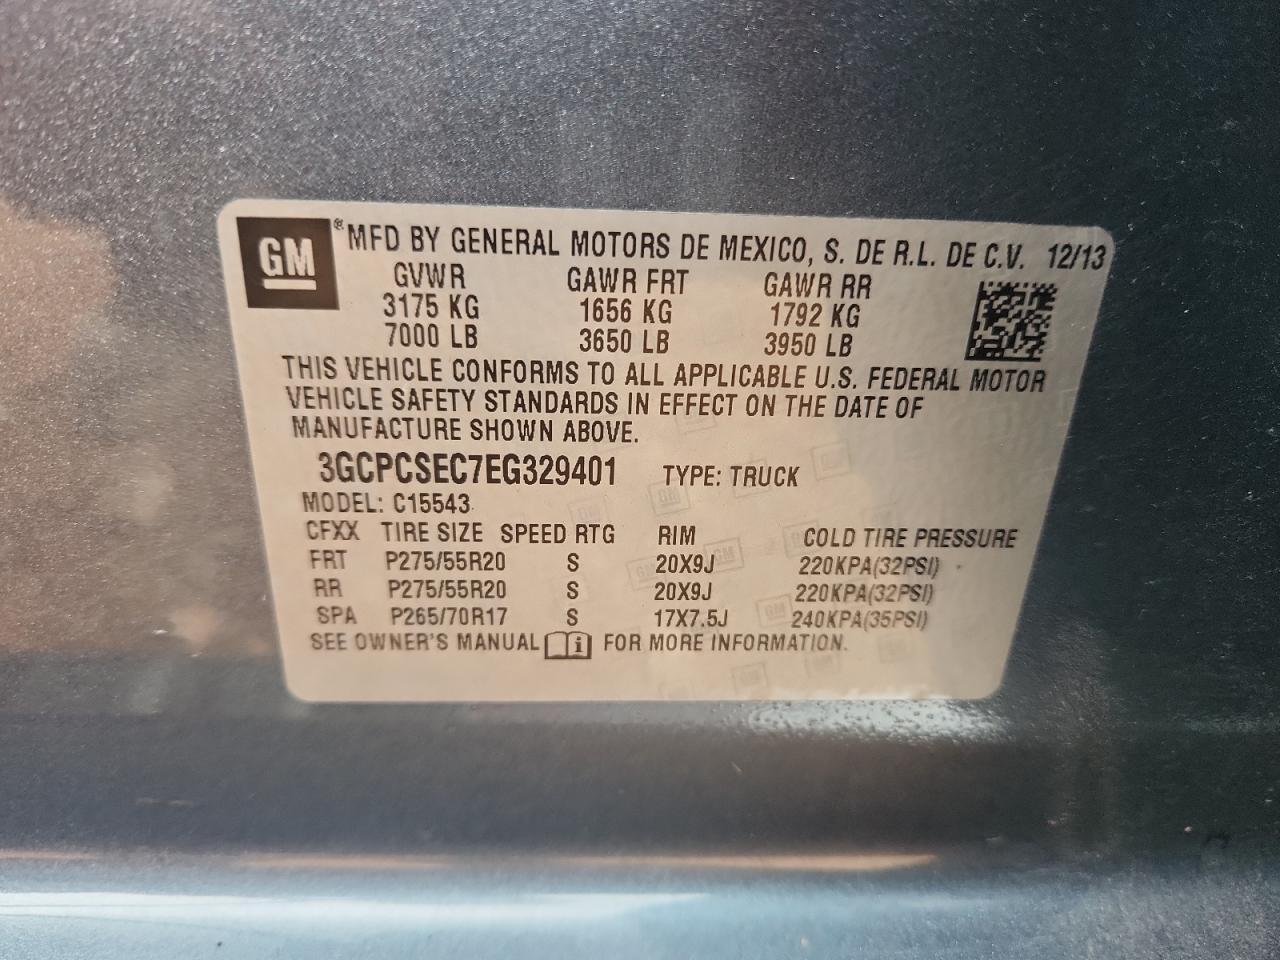 GM ® MFD BY GENERAL MOTORS DE MEXICO, S. DE R.L. DE C.V. 12/13
GVWR GAWR FRT GAWR RR
3175 KG 1656 KG 1792 KG
7000 LB 3650 LB 3950 LB
THIS VEHICLE CONFORMS TO ALL APPLICABLE U.S. FEDERAL MOTOR
VEHICLE SAFETY STANDARDS IN EFFECT ON THE DATE OF
MANUFACTURE SHOWN ABOVE.
3GCPCSEC7EG329401 TYPE: TRUCK
MODEL: C15543
CFXX TIRE SIZE SPEED RTG RIM COLD TIRE PRESSURE
FRT P275/55R20 S 20X9J 220KPA(32PSI)
RR P275/55R20 S 20X9J 220KPA(32PSI)
SPA P265/70R17 S 17X7.5J 240KPA(35PSI)
SEE OWNER'S MANUAL i FOR MORE INFORMATION.